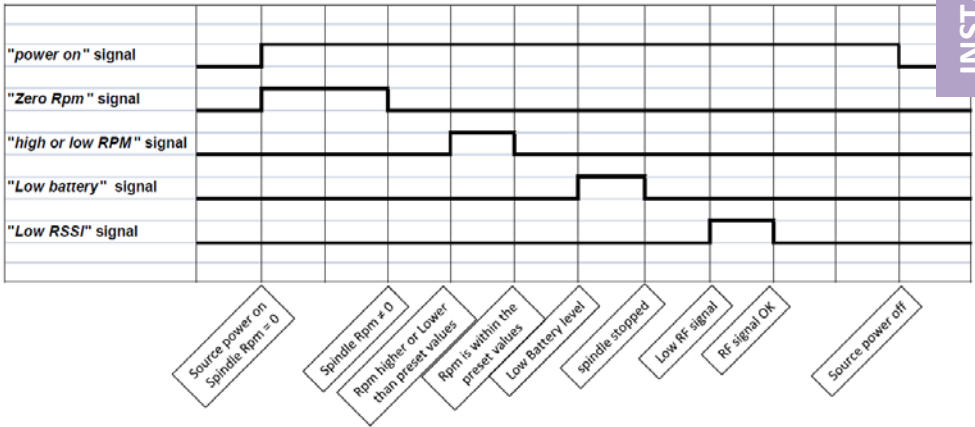 "power on" signal
"Zero Rpm" signal
"high or low RPM" signal
"Low battery" signal
"Low RSSI" signal
Source power on
Spindle Rpm = 0
Spindle Rpm ≠ 0
Rpm higher or Lower
than preset values
Rpm is within the
preset values
Low Battery level
spindle stopped
Low RF signal
RF signal OK
Source power off
INST